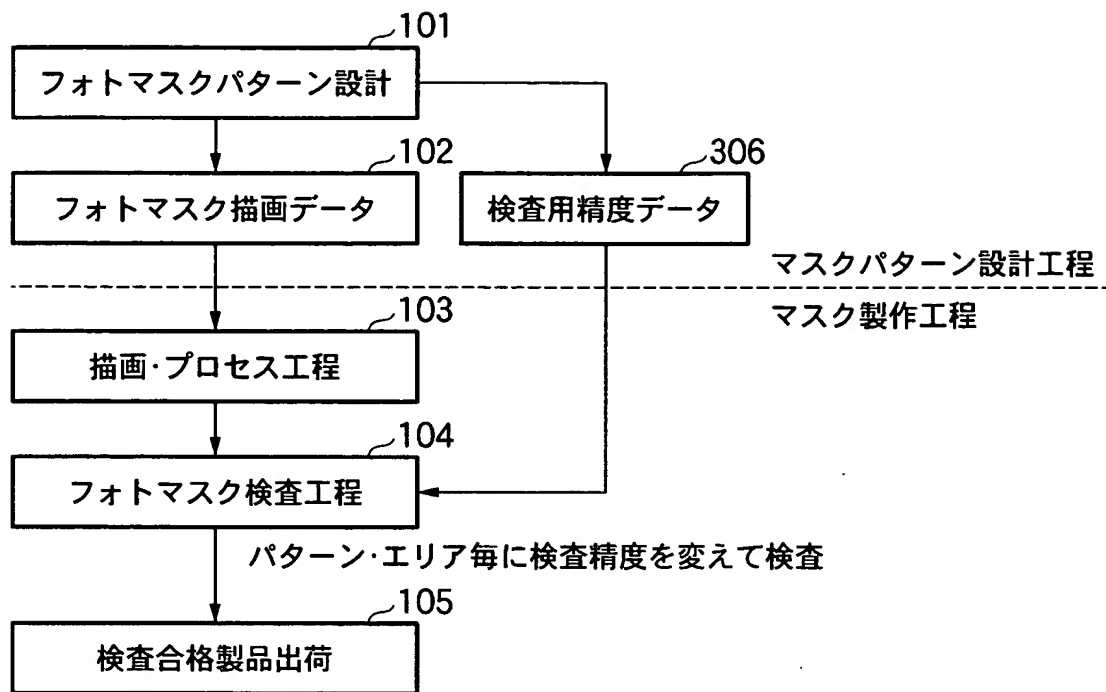 101
フォトマスクパターン設計
102
フォトマスク描画データ
306
検査用精度データ
マスクパターン設計工程
マスク製作工程
103
描画・プロセス工程
104
フォトマスク検査工程
パターン・エリア毎に検査精度を変えて検査
105
検査合格製品出荷